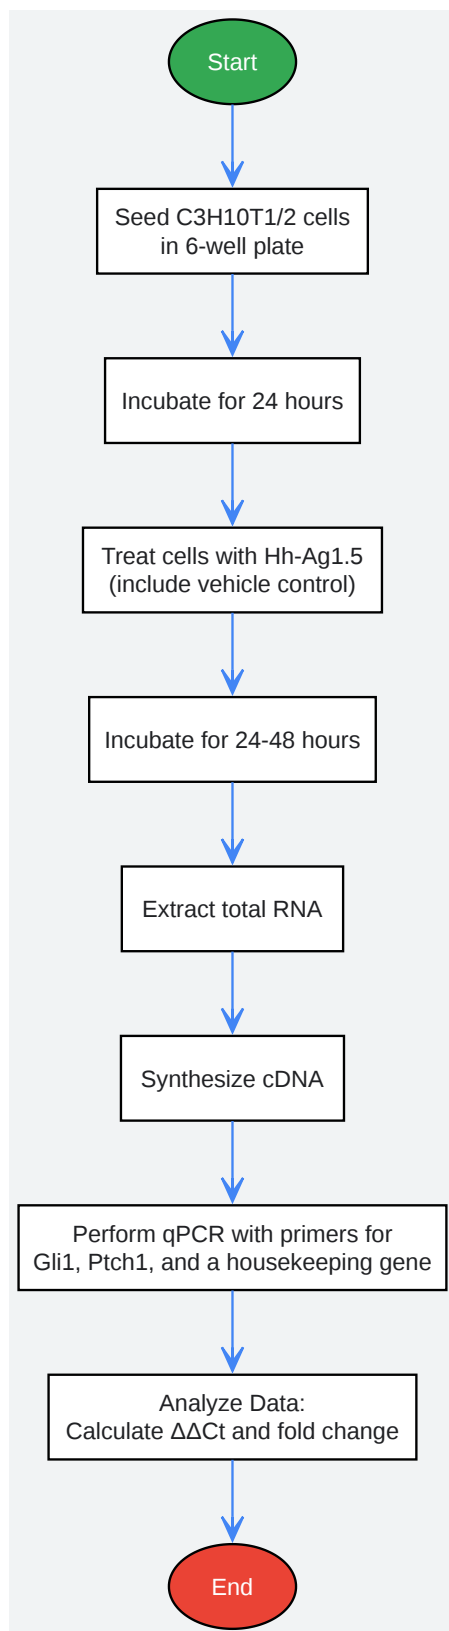 Start
Seed C3H10T1/2 cells
in 6-well plate
Incubate for 24 hours
Treat cells with Hh-Ag1.5
(include vehicle control)
Incubate for 24-48 hours
Extract total RNA
Synthesize cDNA
Perform qPCR with primers for
Gli1, Ptch1, and a housekeeping gene
Analyze Data:
Calculate ΔΔCt and fold change
End